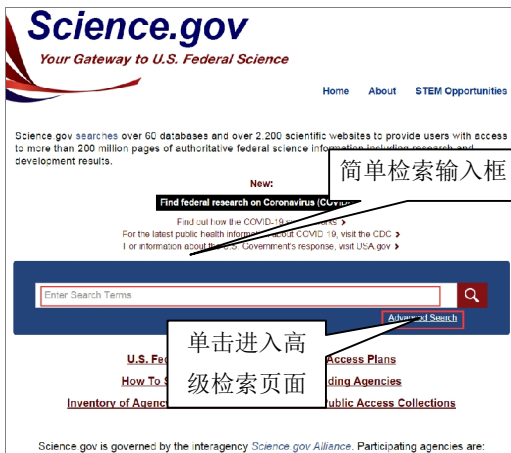 Science.gov
Your Gateway to U.S. Federal Science
Home About STEM Opportunities
Science gov searches over 60 databases and over 2,200 scientific websites to provide users with access
to more than 200 million pages of authoritative federal science information including research and
development results.
New:
简单检索输入框
Find federal research on Coronavirus (COVID
Find out how the COVID-19
For the latest public health information about COVID 19, visit the CDC >
For information about the U.S. Government's response, visit USA.gov >
Enter Search Terms
Advanced Search
单击进入高
级检索页面
U.S. Fe Access Plans
How To S ding Agencies
Inventory of Agenc ublic Access Collections
Science gov is governed by the interagency Science.gov Alliance. Participating agencies are: